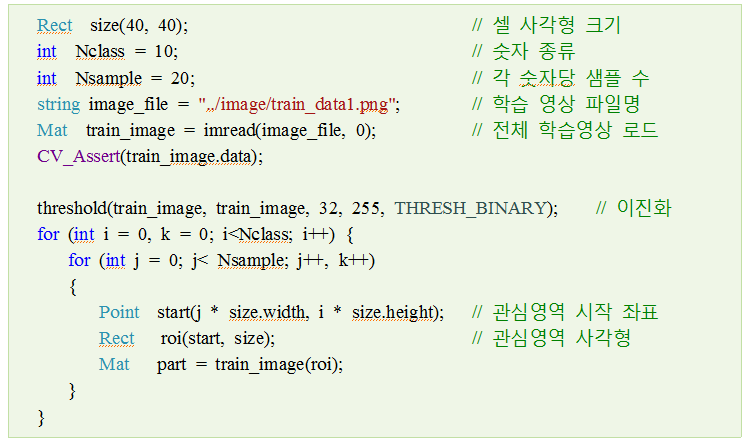 Rect size(40, 40); // 셀 사각형 크기
int Nclass = 10; // 숫자 종류
int Nsample = 20; // 각 숫자당 샘플 수
string image_file = "../image/train_data1.png"; // 학습 영상 파일명
Mat train_image = imread(image_file, 0); // 전체 학습영상 로드
CV_Assert(train_image.data);
threshold(train_image, train_image, 32, 255, THRESH_BINARY); // 이진화
for (int i = 0, k = 0; i<Nclass; i++) {
for (int j = 0; j< Nsample; j++, k++)
{
Point start(j * size.width, i * size.height); // 관심영역 시작 좌표
Rect roi(start, size); // 관심영역 사각형
Mat part = train_image(roi);
}
}